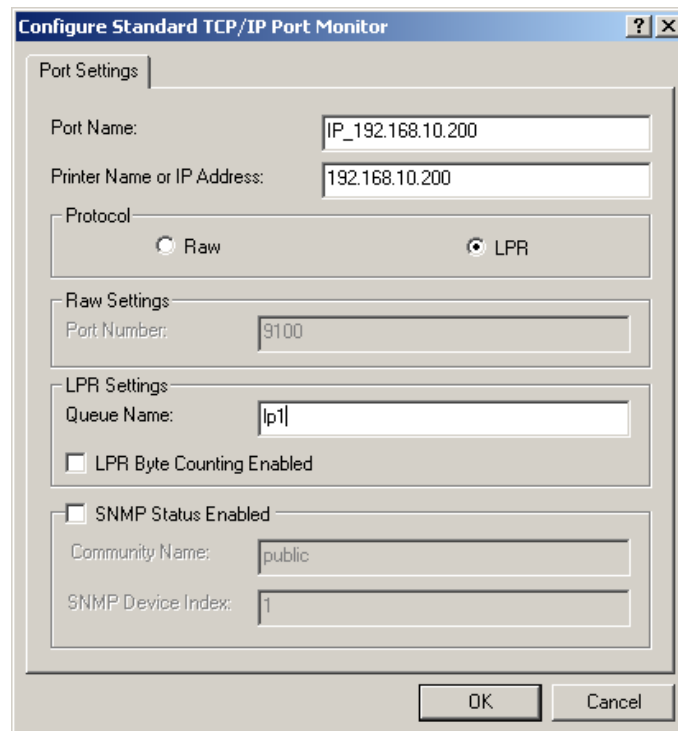 Configure Standard TCP/IP Port Monitor
Port Settings
Port Name: IP_192.168.10.200
Printer Name or IP Address: 192.168.10.200
Protocol
Raw LPR
Raw Settings
Port Number: 9100
LPR Settings
Queue Name: lp1
LPR Byte Counting Enabled
SNMP Status Enabled
Community Name: public
SNMP Device Index: 1
OK Cancel